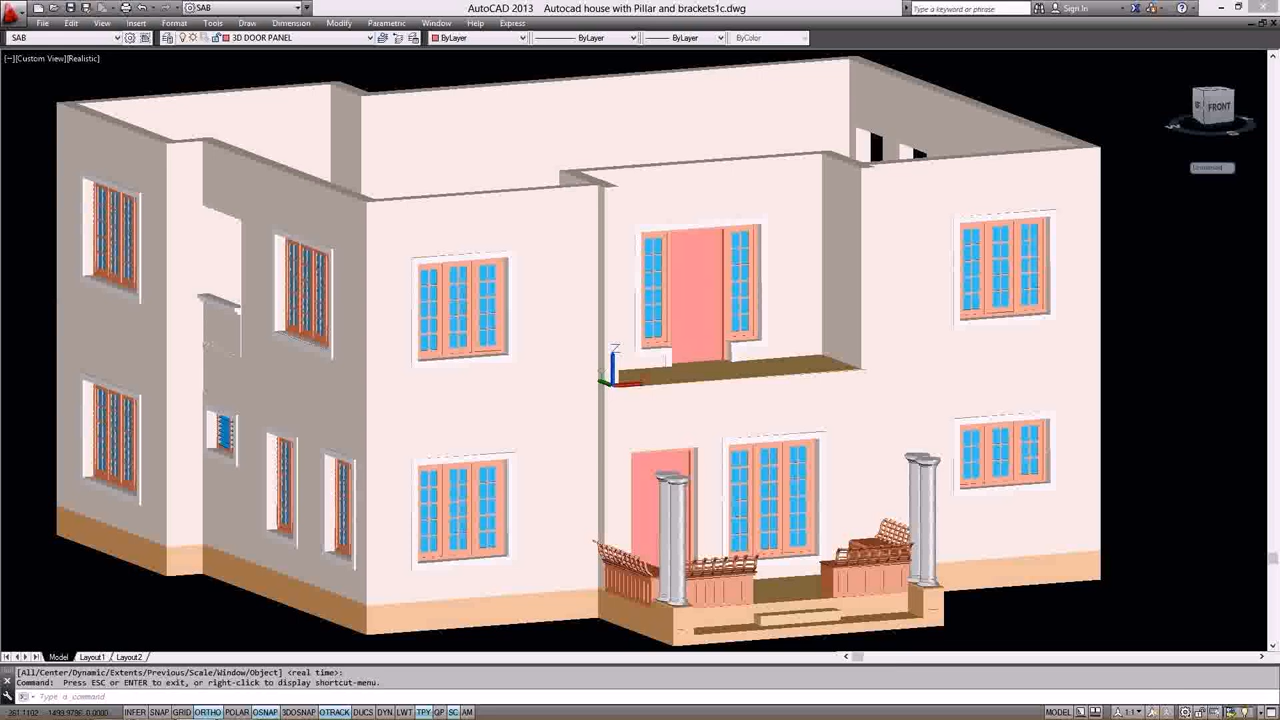 SAB
AutoCAD 2013 Autocad house with Pillar and brackets1c.dwg
Type a keyword or phrase
Sign In
File Edit View Insert Format Tools Draw Dimension Modify Parametric Window Help Express
SAB
3D DOOR PANEL
ByLayer
ByLayer
ByLayer
ByColor
[−][Custom View][Realistic]
FRONT
Unnamed
Z
Model Layout1 Layout2
[All/Center/Dynamic/Extents/Previous/Scale/Window/Object] <real time>:
Command: Press ESC or ENTER to exit, or right-click to display shortcut-menu.
Type a command
INFER SNAP GRID ORTHO POLAR OSNAP 3DOSNAP OTRACK DUCS DYN LWT TPY QP SC AM
MODEL
1:1